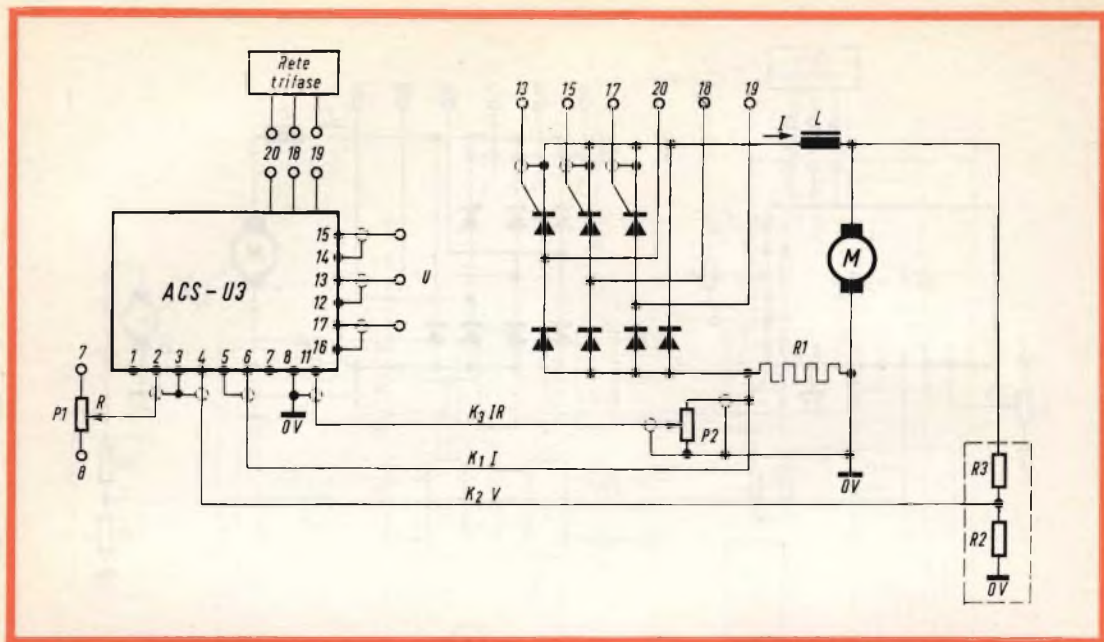 Rete
trifase
20 18 19
ACS-U3
15
14
13
12
17
16
U
1 2 3 4 5 6 7 8 11
0V
7
P1
R
8
13 15 17 20 18 19
I
L
M
R1
P2
K3 IR
K1 I
K2 V
0V
R3
R2
0V